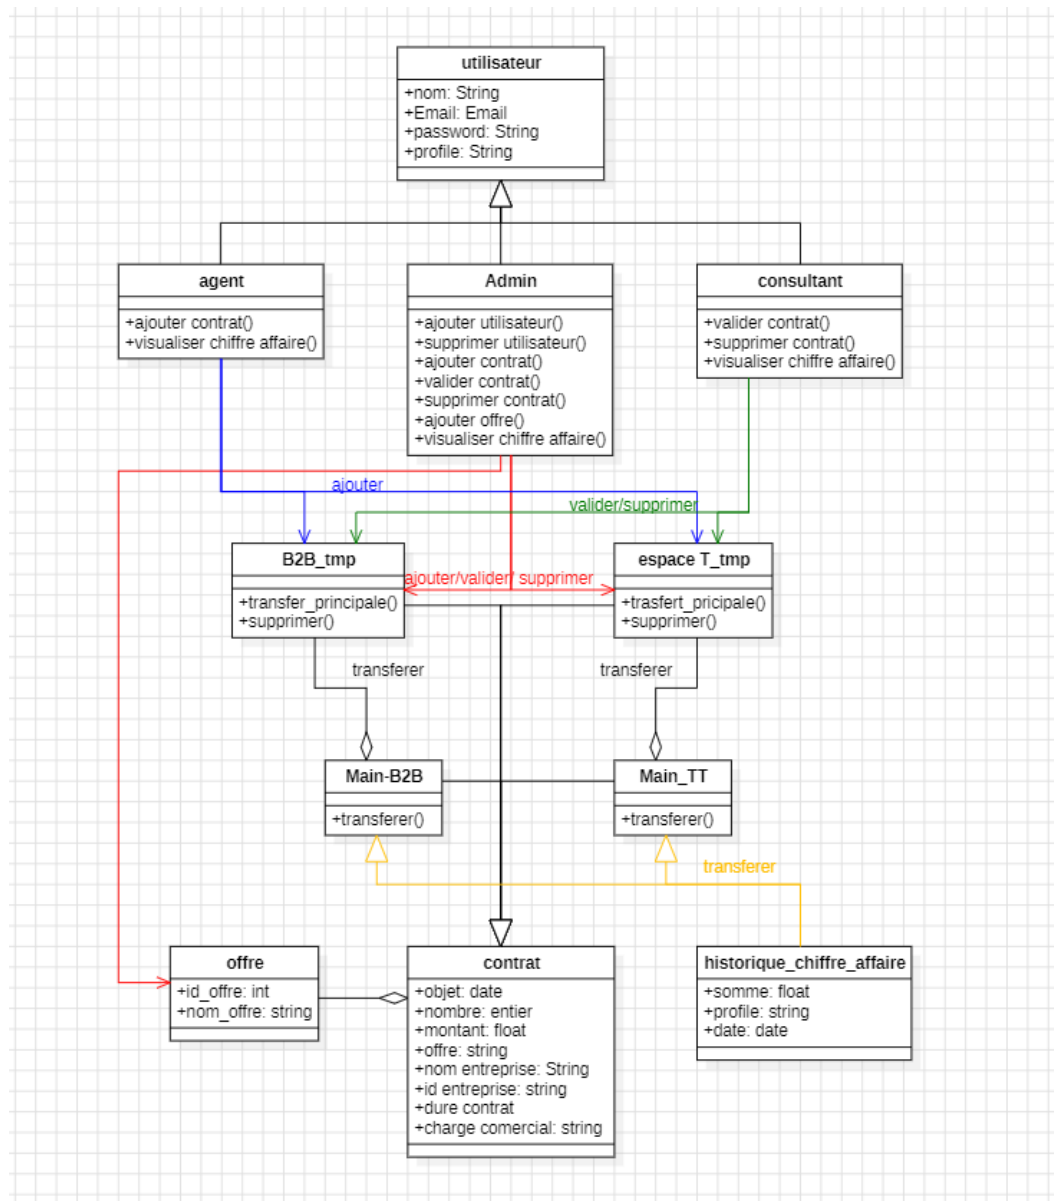 utilisateur
+nom: String
+Email: Email
+password: String
+profile: String
agent
+ajouter contrat()
+visualiser chiffre affaire()
Admin
+ajouter utilisateur()
+supprimer utilisateur()
+ajouter contrat()
+valider contrat()
+supprimer contrat()
+ajouter offre()
+visualiser chiffre affaire()
consultant
+valider contrat()
+supprimer contrat()
+visualiser chiffre affaire()
ajouter
valider/supprimer
B2B_tmp
+transfer_principale()
+supprimer()
ajouter/valider/ supprimer
espace T_tmp
+trasfert_pricipale()
+supprimer()
transferer
transferer
Main-B2B
+transferer()
Main_TT
+transferer()
transferer
offre
+id_offre: int
+nom_offre: string
contrat
+objet: date
+nombre: entier
+montant: float
+offre: string
+nom entreprise: String
+id entreprise: string
+dure contrat
+charge comercial: string
historique_chiffre_affaire
+somme: float
+profile: string
+date: date